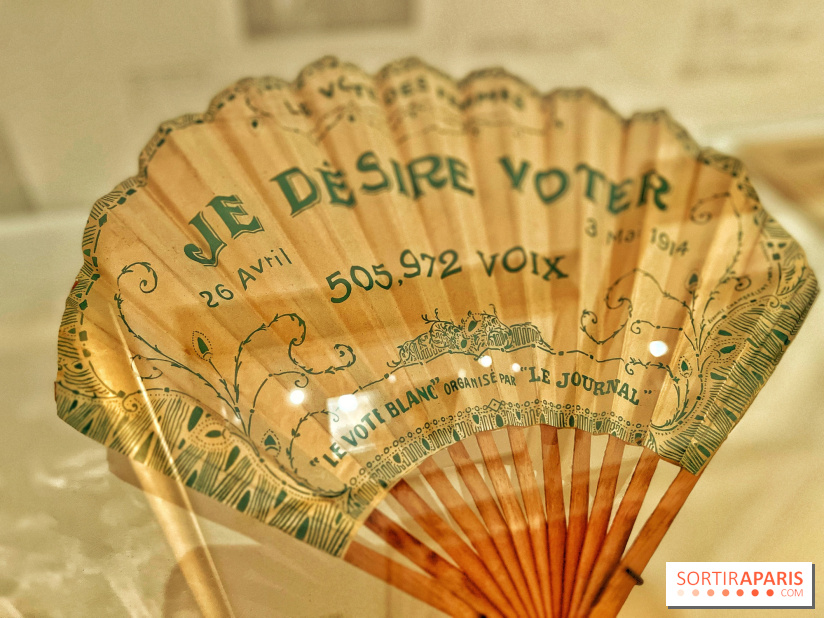 LE VOTE DES FEMMES
JE DÉSIRE VOTER
26 Avril
505,972 VOIX
3 Mai 1914
"LE VOTE BLANC" ORGANISÉ PAR "LE JOURNAL"
SORTIRAPARIS
.COM